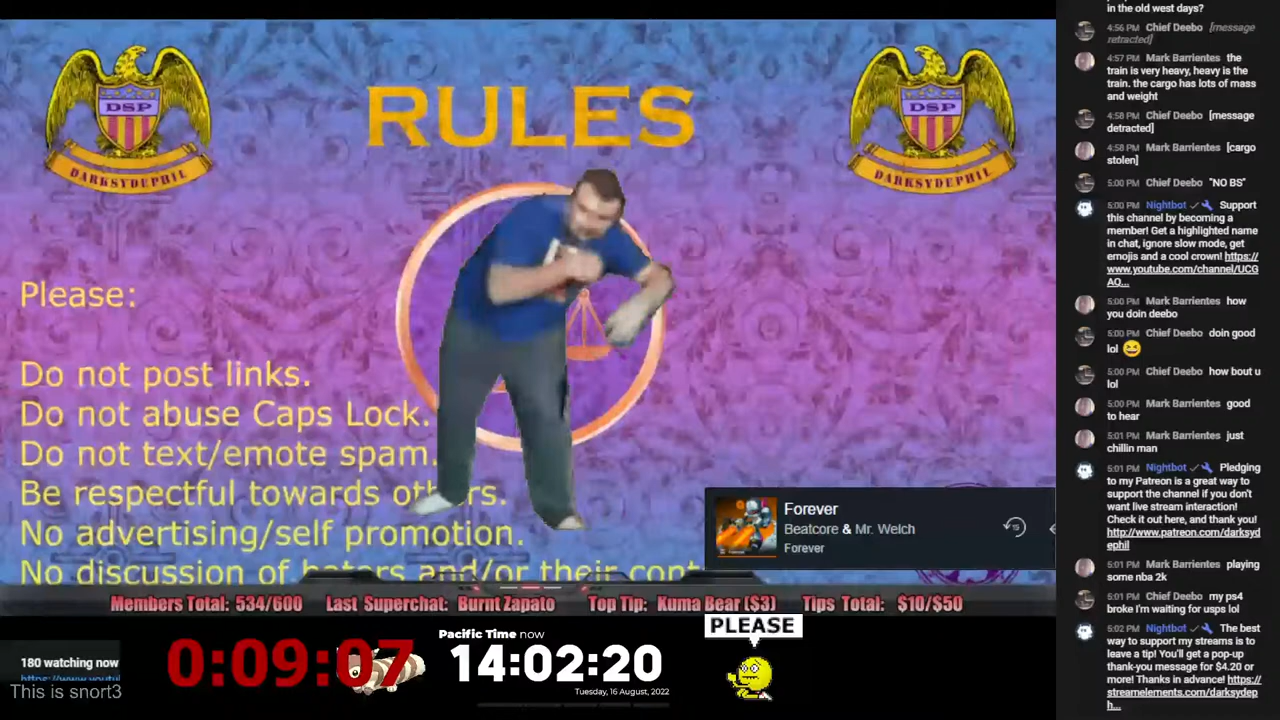 DSP
DARKSYDEPHIL
RULES
DSP
DARKSYDEPHIL
Please:
Do not post links.
Do not abuse Caps Lock.
Do not text/emote spam.
Be respectful towards others.
No advertising/self promotion.
No discussion of haters and/or their cont
Forever
Beatcore & Mr. Welch
Forever
15
Members Total: 534/600 Last Superchat: Burnt Zapato Top Tip: Kuma Bear ($3) Tips Total: $10/$50
180 watching now
This is snort3
0:09:07
Pacific Time now
14:02:20
Tuesday, 16 August, 2022
PLEASE
in the old west days?
4:56 PM Chief Deebo [message
retracted]
4:57 PM Mark Barrientes the
train is very heavy, heavy is the
train. the cargo has lots of mass
and weight
4:58 PM Chief Deebo [message
detracted]
4:58 PM Mark Barrientes [cargo
stolen]
5:00 PM Chief Deebo "NO BS"
5:00 PM Nightbot Support
this channel by becoming a
member! Get a highlighted name
in chat, ignore slow mode, get
emojis and a cool crown! https://
www.youtube.com/channel/UCG
AQ...
5:00 PM Mark Barrientes how
you doin deebo
5:00 PM Chief Deebo doin good
lol
5:00 PM Chief Deebo how bout u
lol
5:00 PM Mark Barrientes good
to hear
5:01 PM Mark Barrientes just
chillin man
5:01 PM Nightbot Pledging
to my Patreon is a great way to
support the channel if you don't
want live stream interaction!
Check it out here, and thank you!
http://www.patreon.com/darksyd
ephil
5:01 PM Mark Barrientes playing
some nba 2k
5:01 PM Chief Deebo my ps4
broke I'm waiting for usps lol
5:02 PM Nightbot The best
way to support my streams is to
leave a tip! You'll get a pop-up
thank-you message for $4.20 or
more! Thanks in advance! https://
streamelements.com/darksydep
h...